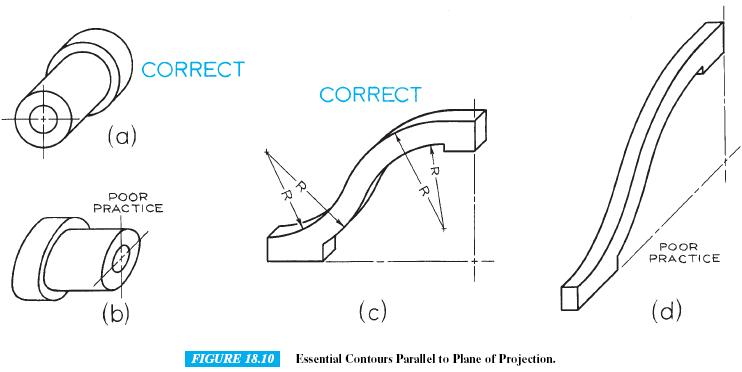 CORRECT
(a)
POOR
PRACTICE
(b)
CORRECT
R
R
R
R
(c)
POOR
PRACTICE
(d)
FIGURE 18.10 Essential Contours Parallel to Plane of Projection.